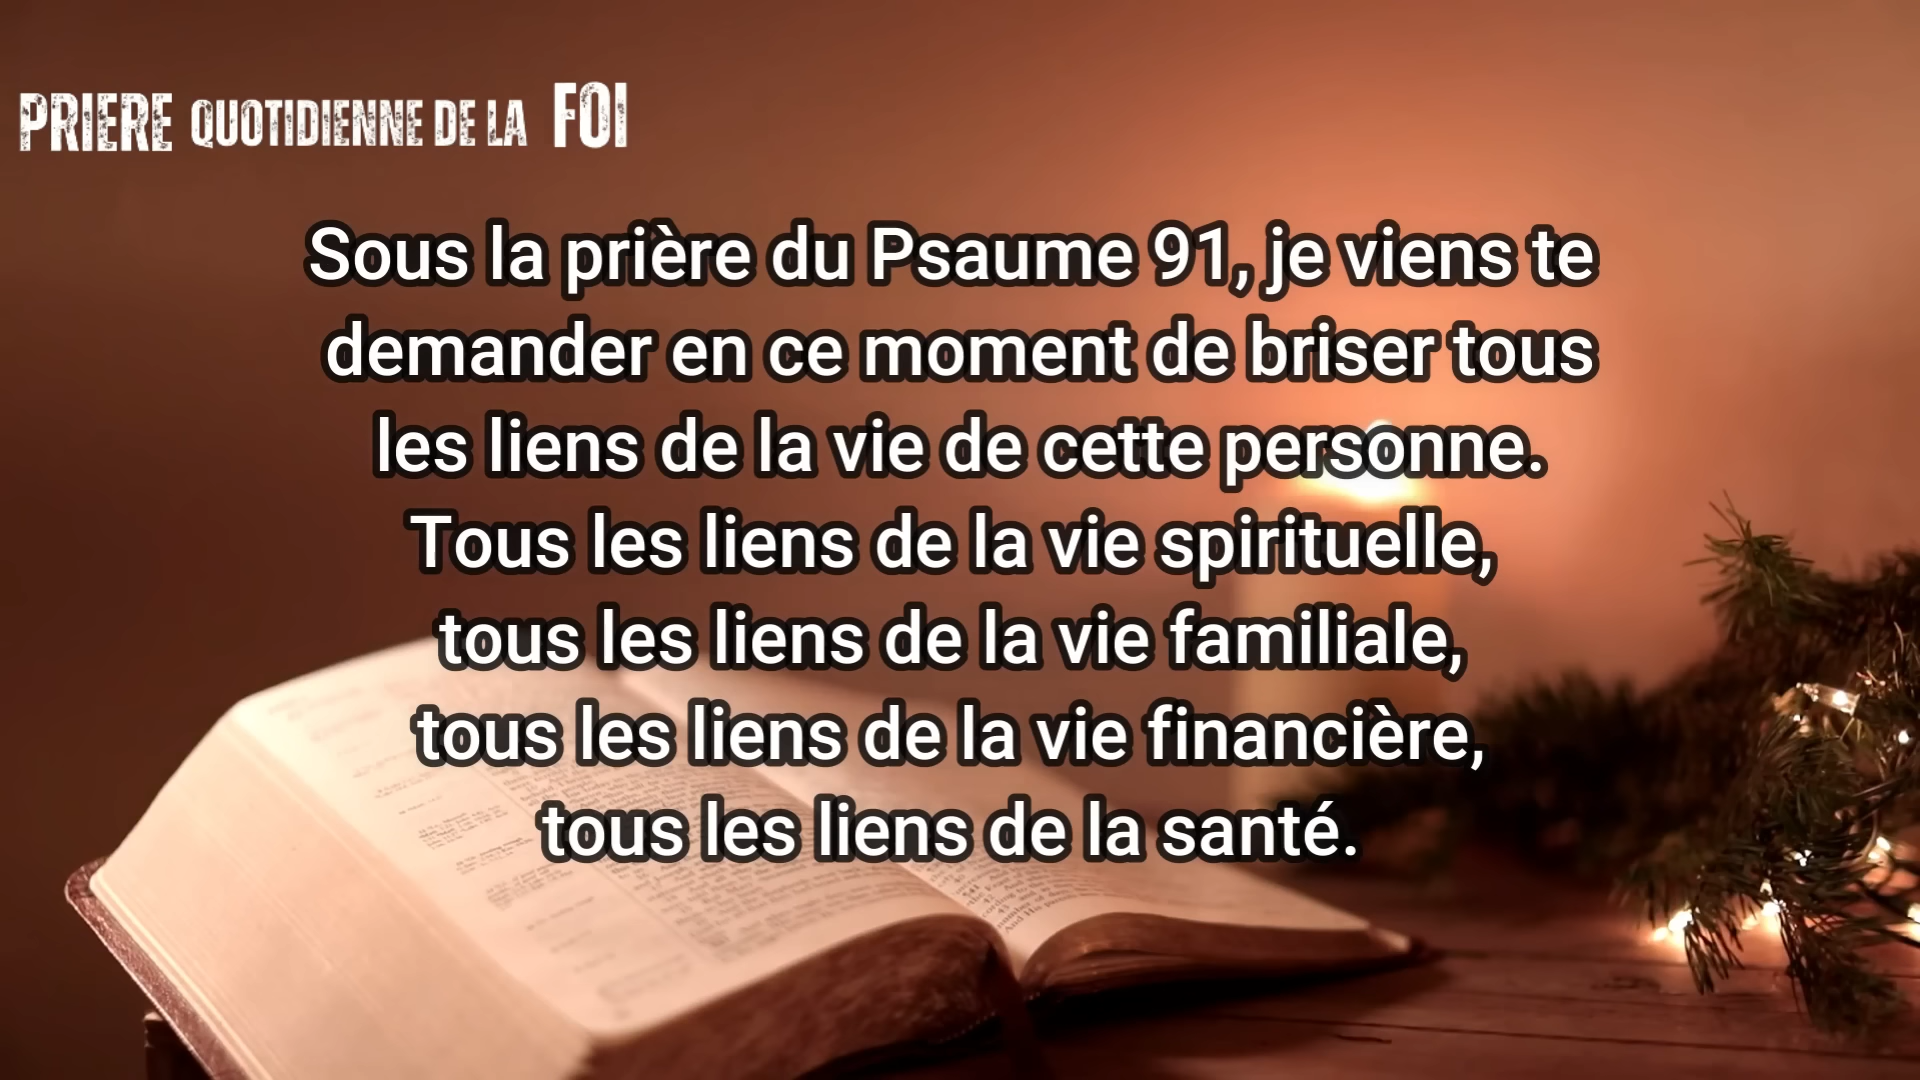 PRIERE QUOTIDIENNE DE LA FOI
Sous la prière du Psaume 91, je viens te
demander en ce moment de briser tous
les liens de la vie de cette personne.
Tous les liens de la vie spirituelle,
tous les liens de la vie familiale,
tous les liens de la vie financière,
tous les liens de la santé.